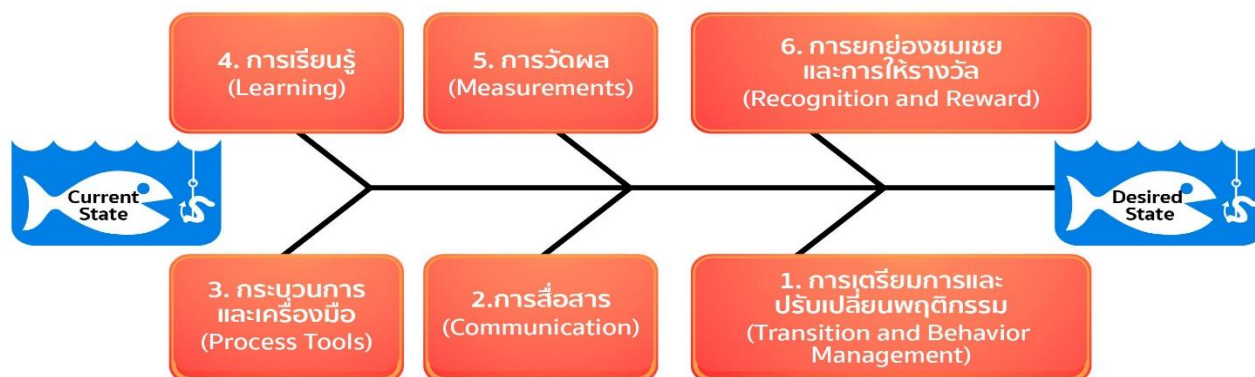 4. การเรียนรู้
(Learning)
5. การวัดผล
(Measurements)
6. การยกย่องชมเชย
และการให้รางวัล
(Recognition and Reward)
Current
State
Desired
State
3. กระบวนการ
และเครื่องมือ
(Process Tools)
2.การสื่อสาร
(Communication)
1. การเตรียมการและ
ปรับเปลี่ยนพฤติกรรม
(Transition and Behavior
Management)